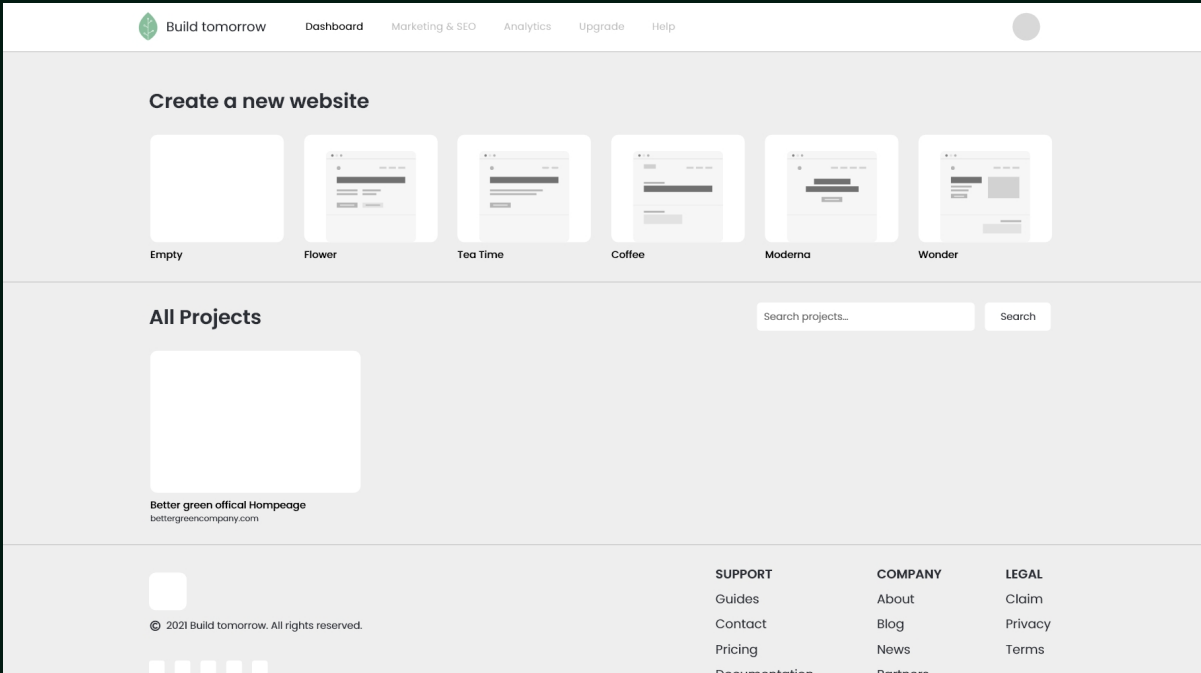 Build tomorrow Dashboard Marketing & SEO Analytics Upgrade Help
Create a new website
Empty Flower Tea Time Coffee Moderna Wonder
All Projects Search projects... Search
Better green offical Hompeage
bettergreencompany.com
SUPPORT COMPANY LEGAL
Guides About Claim
© 2021 Build tomorrow. All rights reserved. Contact Blog Privacy
Pricing News Terms
Documentation Partners